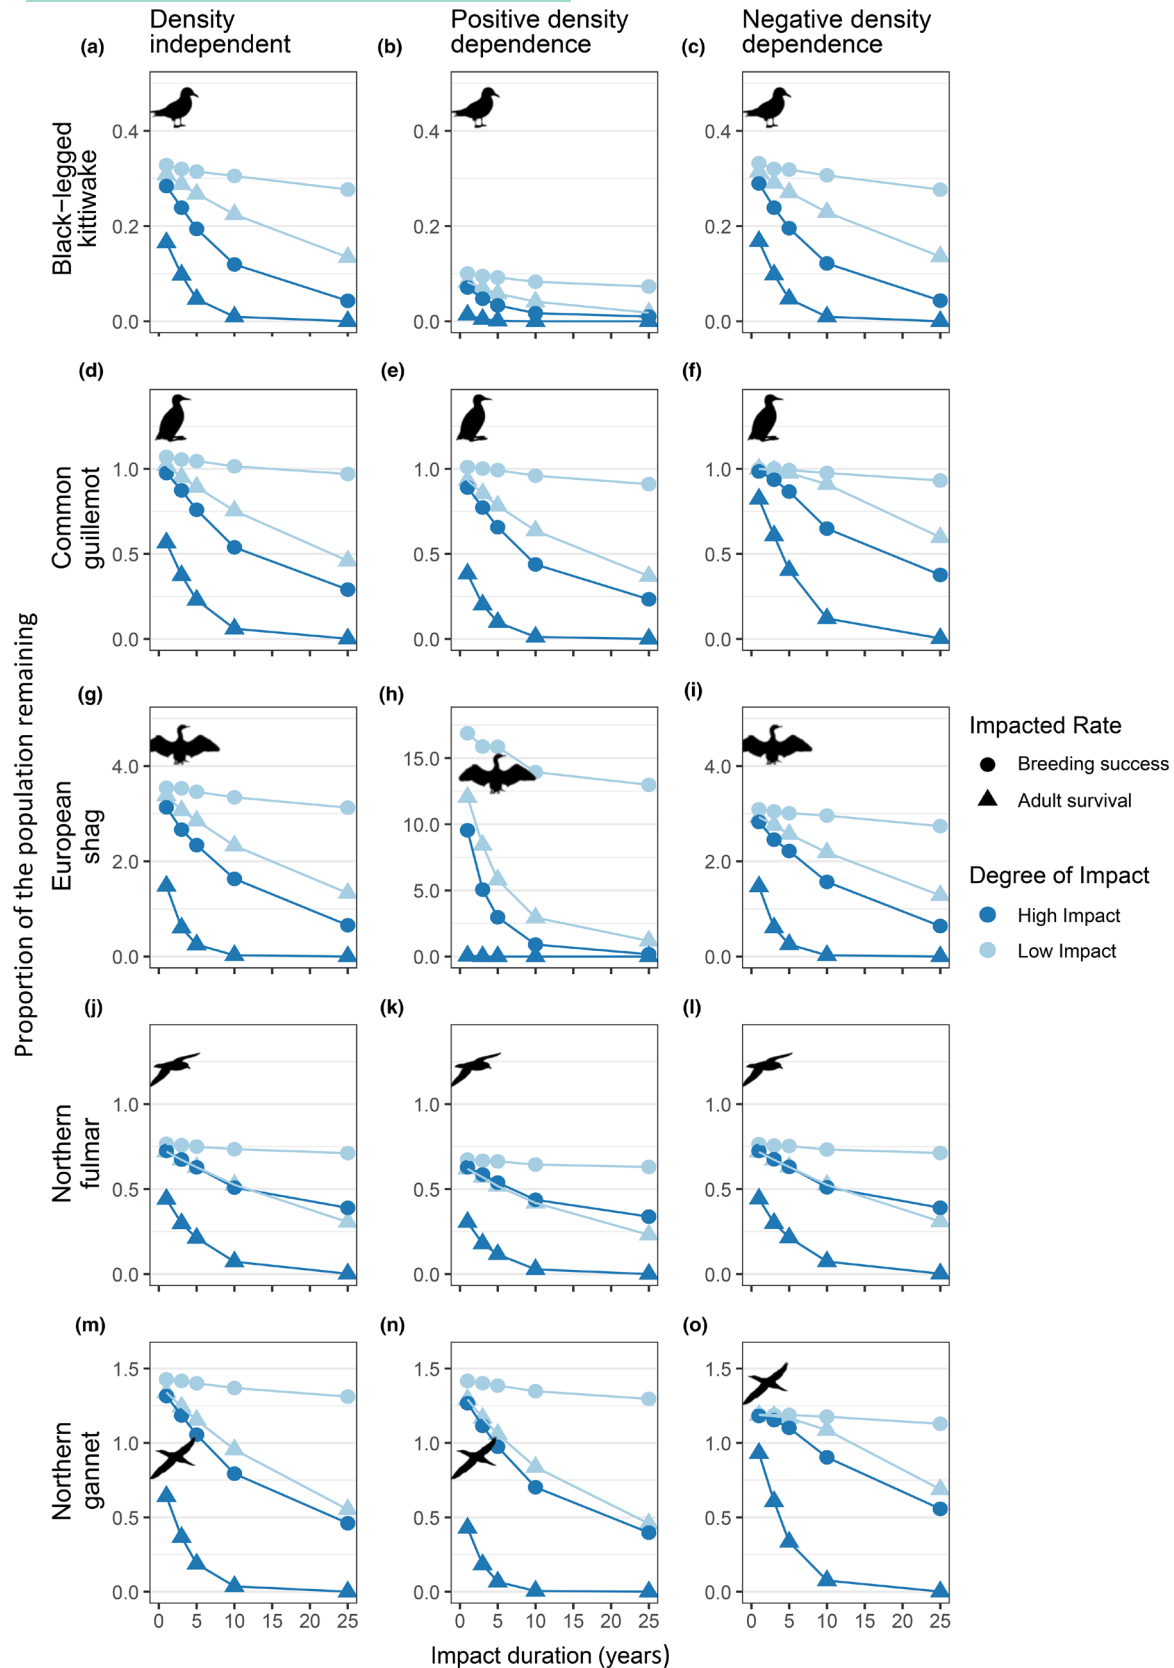 Density
independent
Positive density
dependence
Negative density
dependence
(a)
(b)
(c)
Black–legged
kittiwake
0.4
0.2
0.0
0.4
0.2
0.0
0.4
0.2
0.0
(d)
(e)
(f)
Common
guillemot
1.0
0.5
0.0
1.0
0.5
0.0
1.0
0.5
0.0
(g)
(h)
(i)
European
shag
4.0
2.0
0.0
15.0
10.0
5.0
0.0
4.0
2.0
0.0
(j)
(k)
(l)
Northern
fulmar
1.0
0.5
0.0
1.0
0.5
0.0
1.0
0.5
0.0
(m)
(n)
(o)
Northern
gannet
1.5
1.0
0.5
0.0
1.5
1.0
0.5
0.0
1.5
1.0
0.5
0.0
0 5 10 15 20 25
0 5 10 15 20 25
0 5 10 15 20 25
Impact duration (years)
Proportion of the population remaining
Impacted Rate
Breeding success
Adult survival
Degree of Impact
High Impact
Low Impact